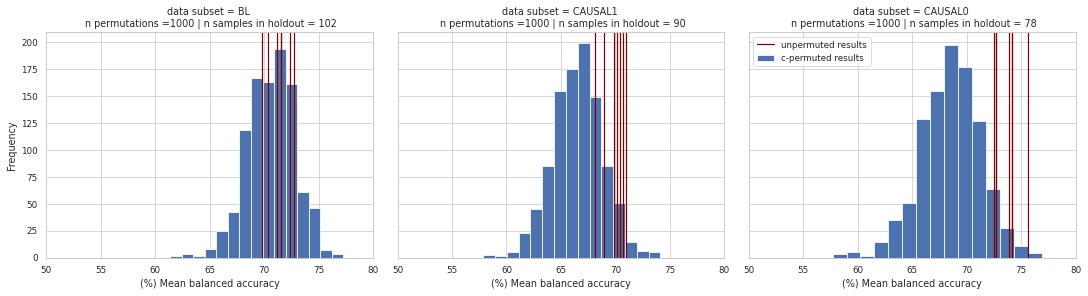 data subset = BL
n permutations =1000 | n samples in holdout = 102
data subset = CAUSAL1
n permutations =1000 | n samples in holdout = 90
data subset = CAUSAL0
n permutations =1000 | n samples in holdout = 78
unpermuted results
c-permuted results
Frequency
200
175
150
125
100
75
50
25
0
50 55 60 65 70 75 80
50 55 60 65 70 75 80
50 55 60 65 70 75 80
(%) Mean balanced accuracy
(%) Mean balanced accuracy
(%) Mean balanced accuracy